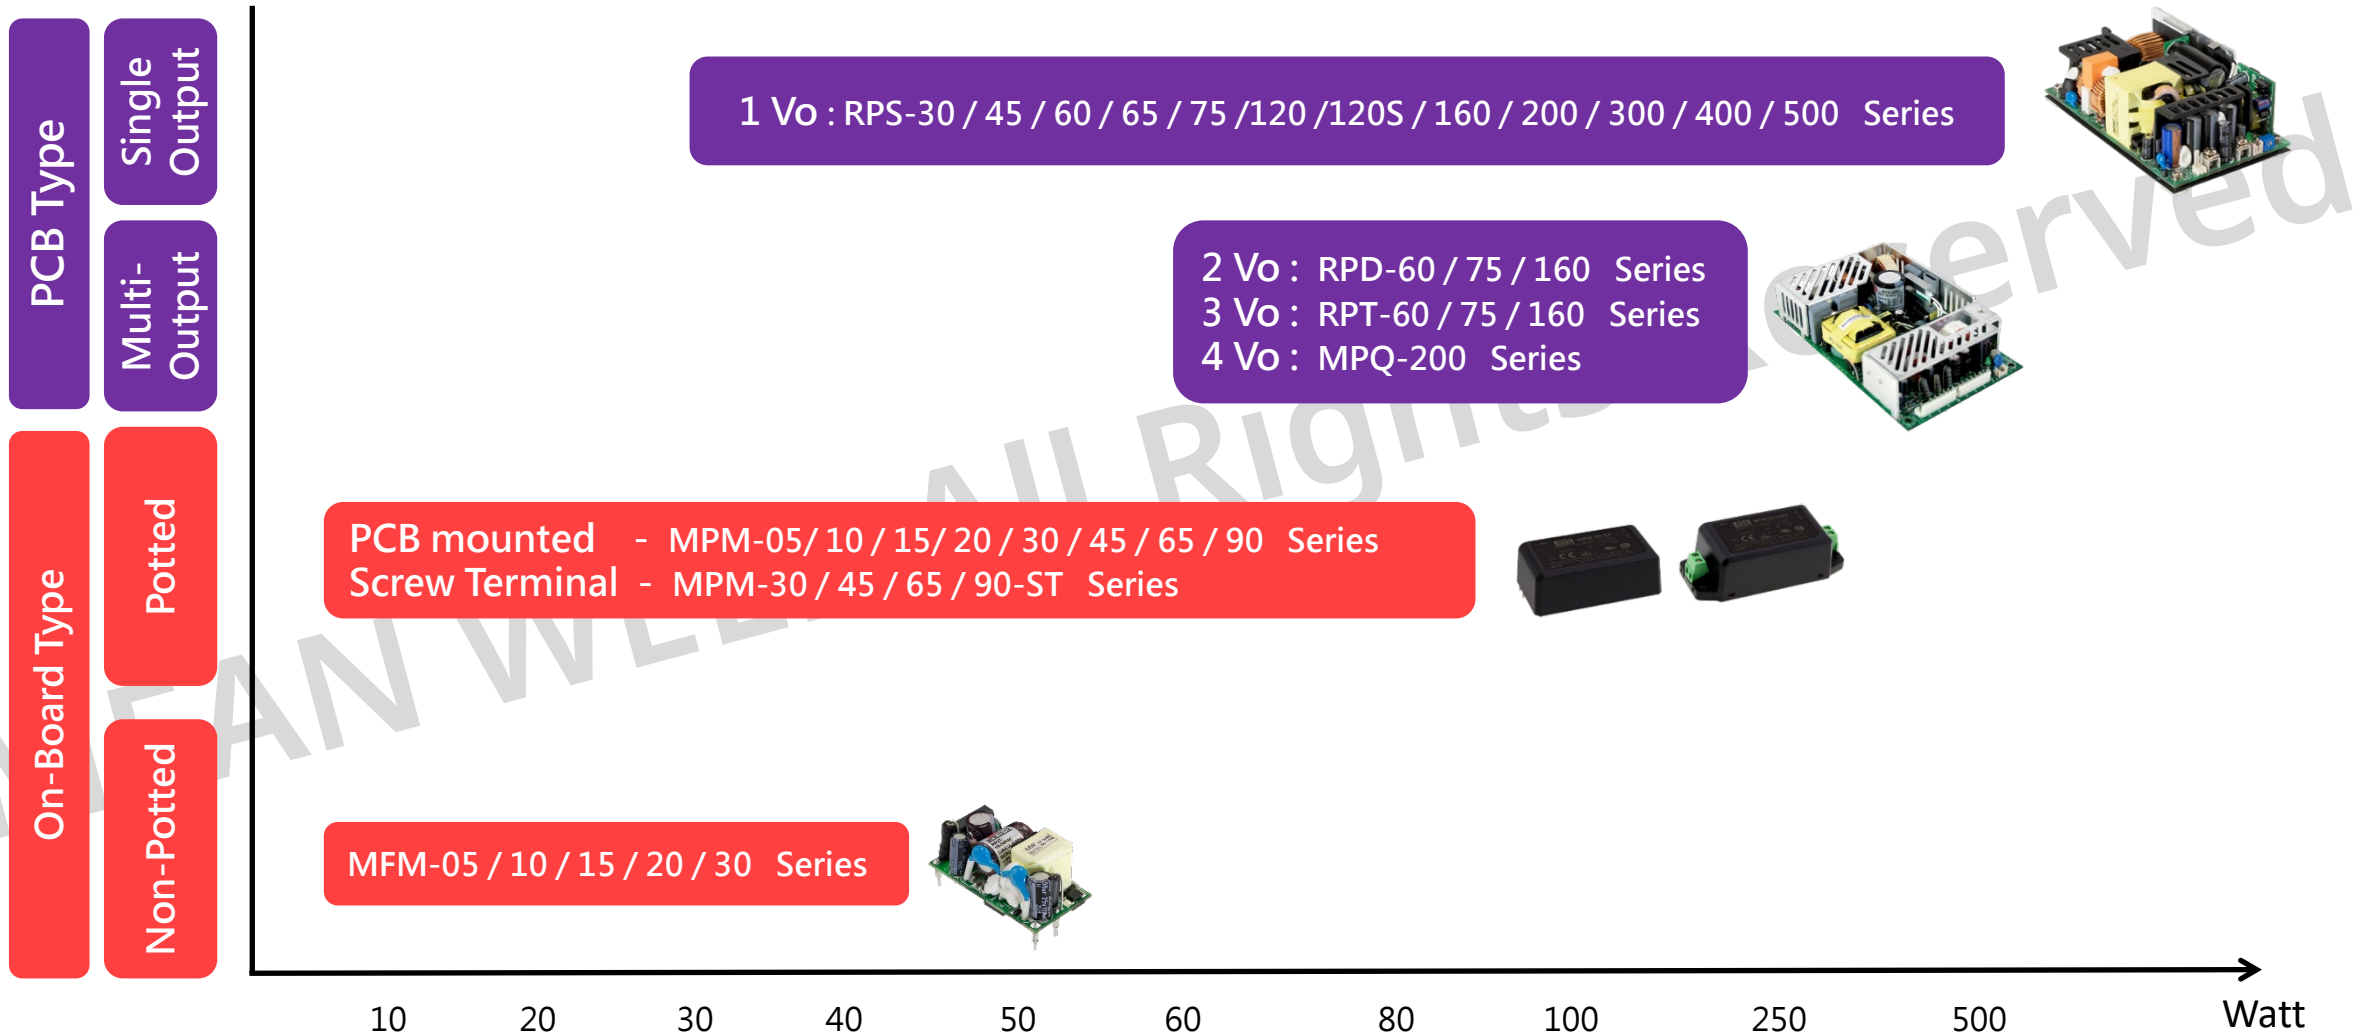 PCB Type
Single
Output
1 Vo : RPS-30 / 45 / 60 / 65 / 75 /120 /120S / 160 / 200 / 300 / 400 / 500 Series
Multi-
Output
2 Vo : RPD-60 / 75 / 160 Series
3 Vo : RPT-60 / 75 / 160 Series
4 Vo : MPQ-200 Series
On-Board Type
Potted
PCB mounted - MPM-05/ 10 / 15/ 20 / 30 / 45 / 65 / 90 Series
Screw Terminal - MPM-30 / 45 / 65 / 90-ST Series
Non-Potted
MFM-05 / 10 / 15 / 20 / 30 Series
10 20 30 40 50 60 80 100 250 500 Watt
All Rights Reserved